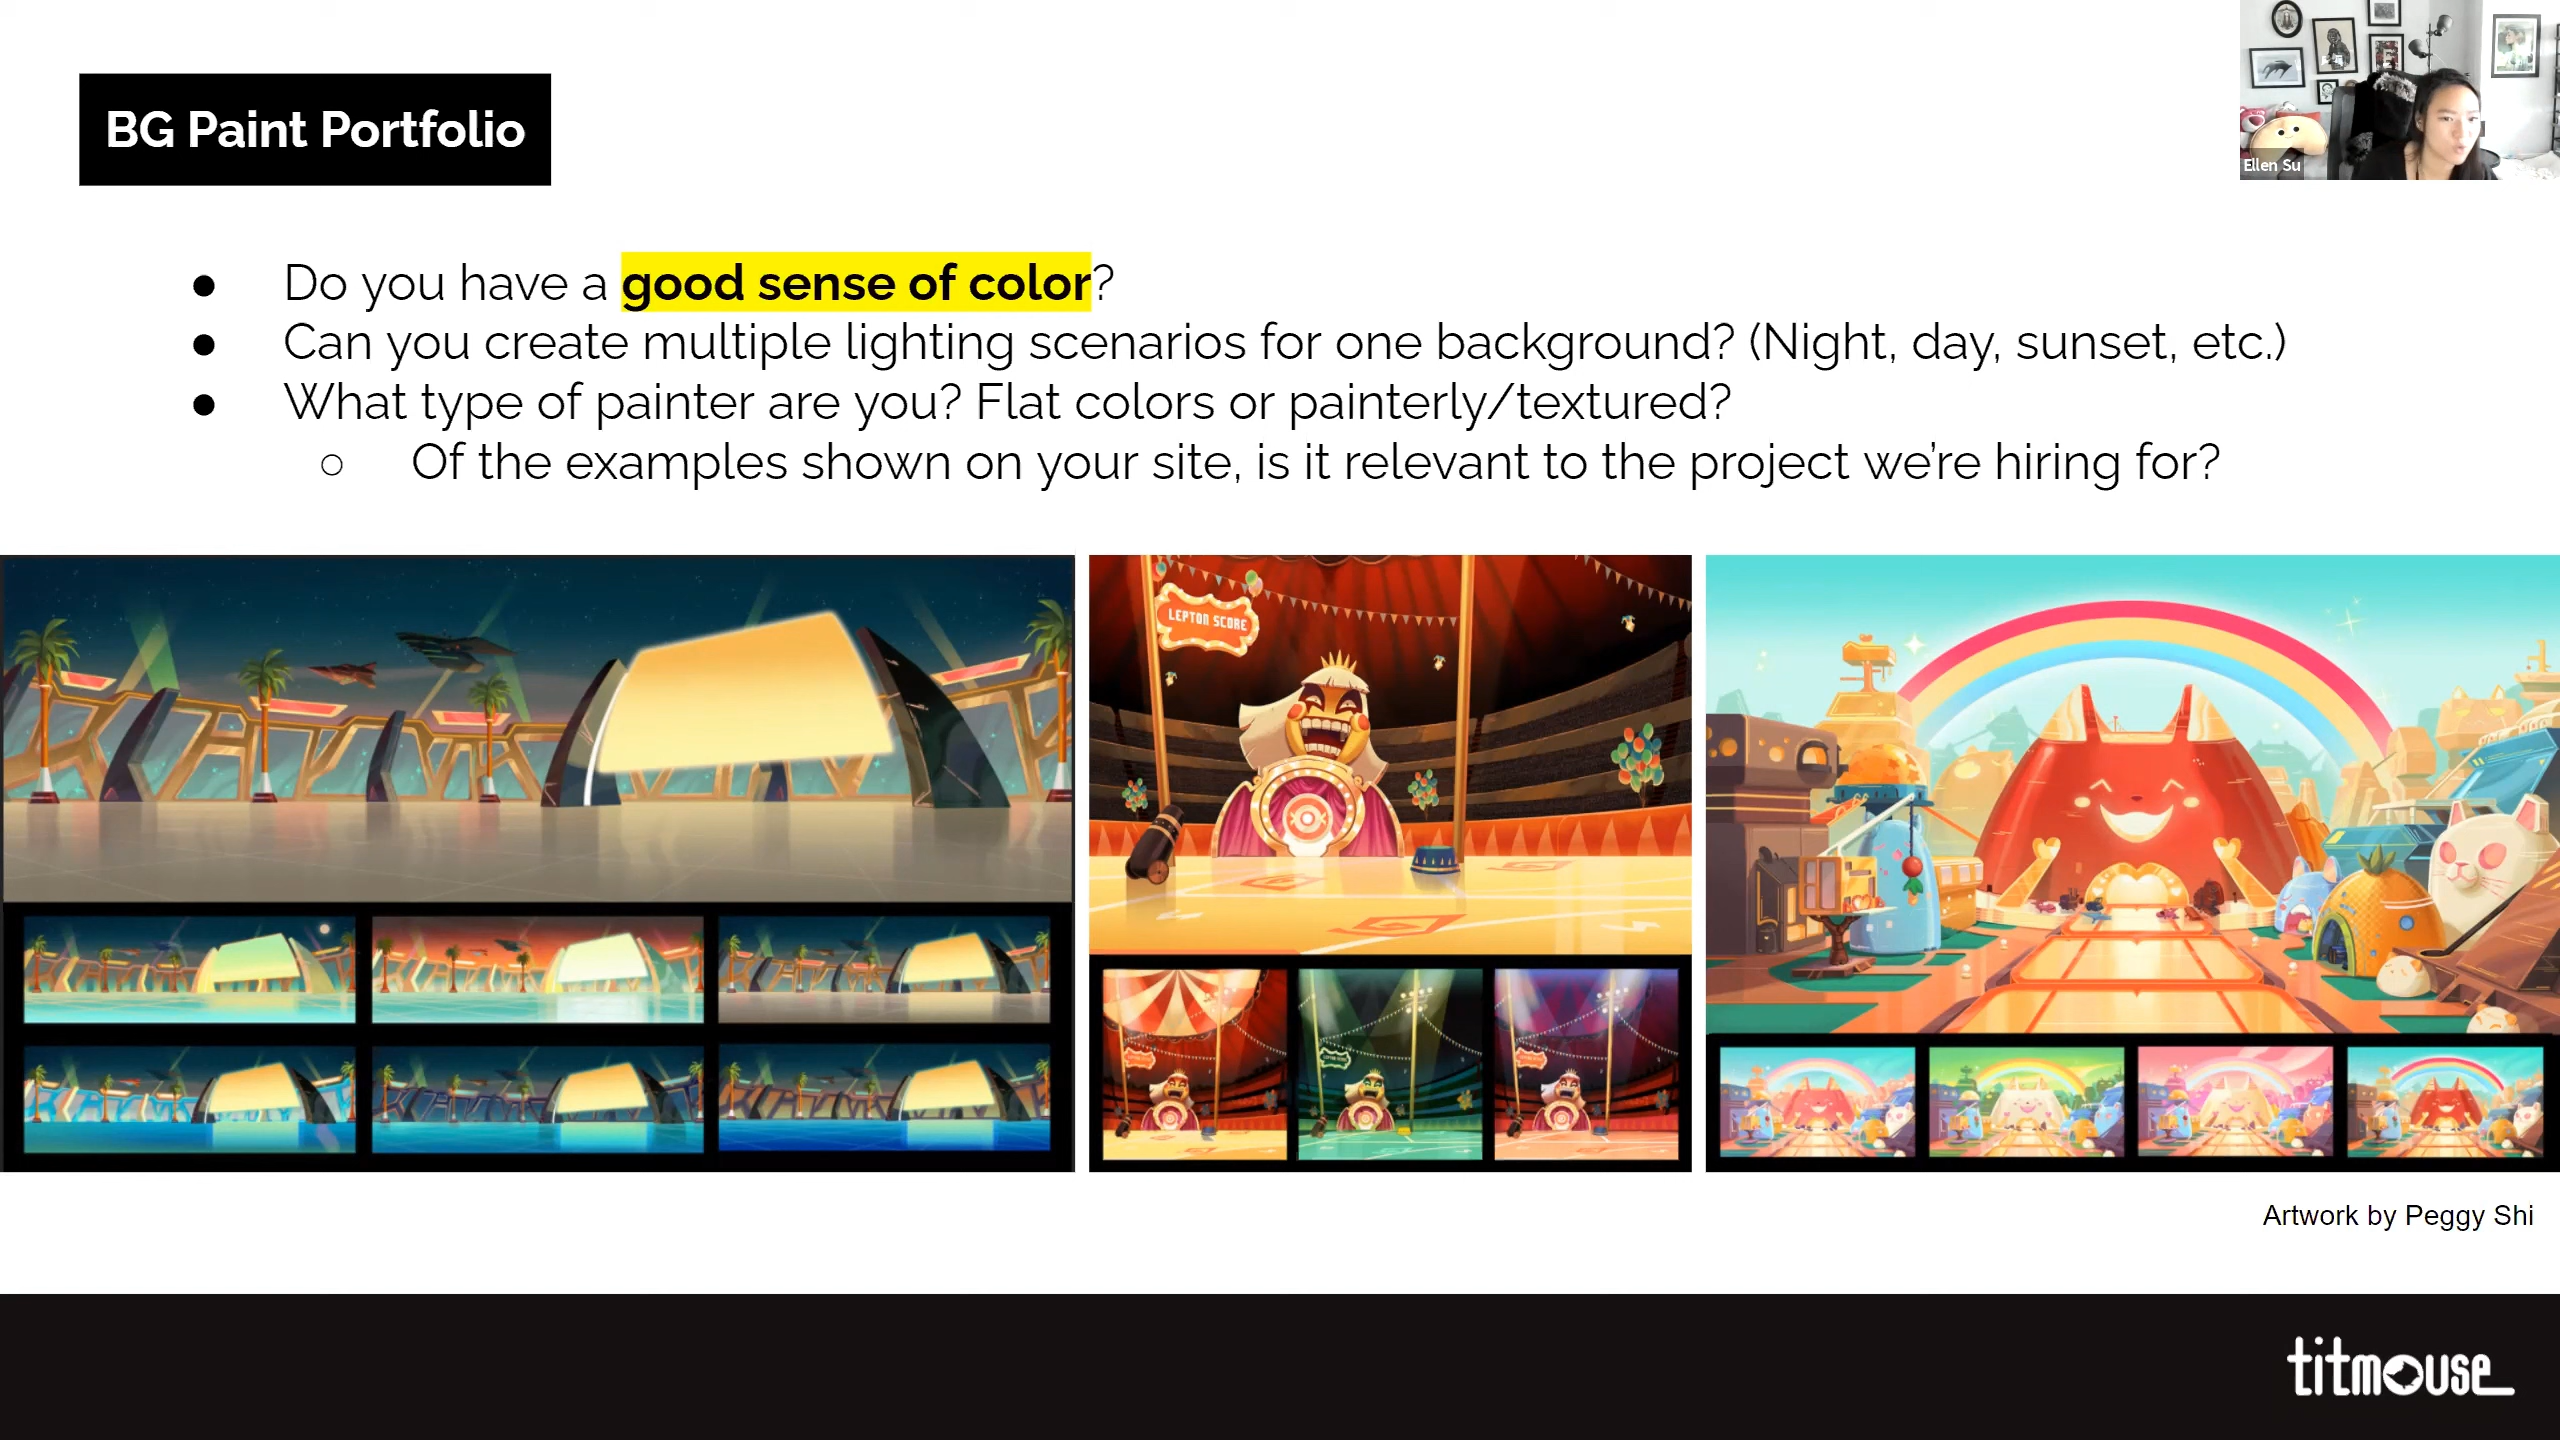 BG Paint Portfolio
Ellen Su
● Do you have a good sense of color?
● Can you create multiple lighting scenarios for one background? (Night, day, sunset, etc.)
● What type of painter are you? Flat colors or painterly/textured?
○ Of the examples shown on your site, is it relevant to the project we're hiring for?
LEPTON SCORE
Artwork by Peggy Shi
titmouse